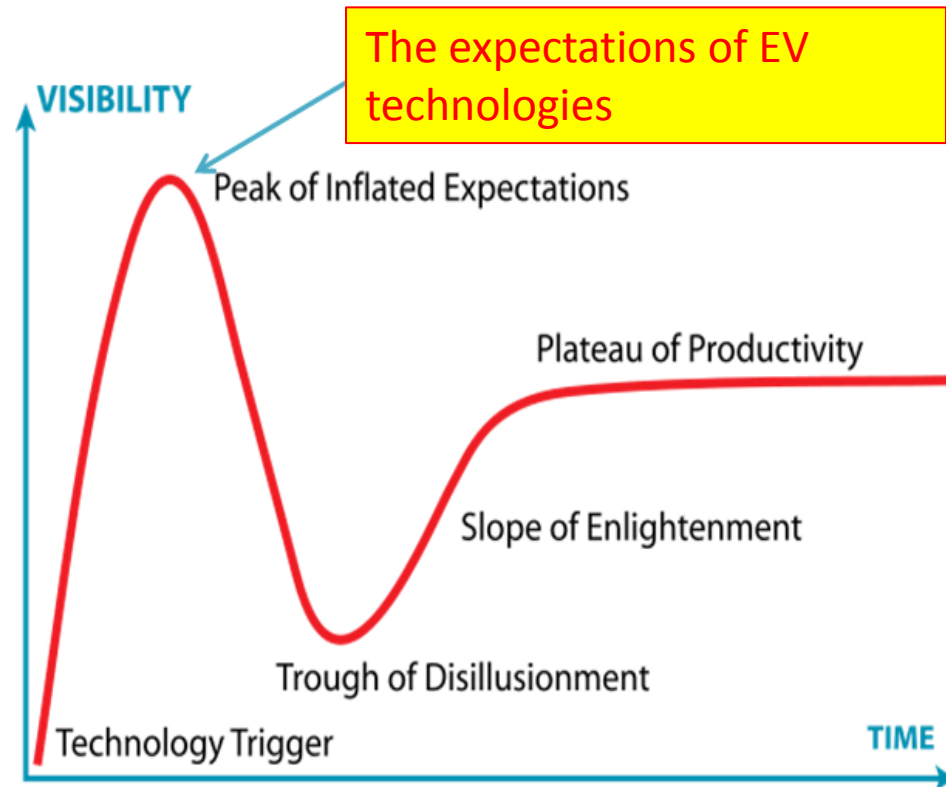 The expectations of EV
technologies
VISIBILITY
Peak of Inflated Expectations
Plateau of Productivity
Slope of Enlightenment
Trough of Disillusionment
Technology Trigger
TIME